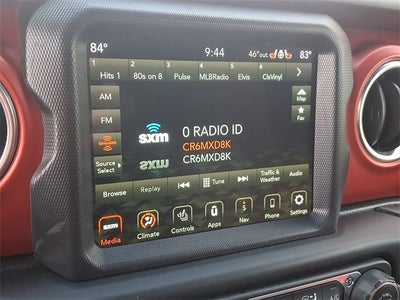 84° 9:44 46°out 83°
1 2 3 4 5 6
Hits 1 80s on 8 Pulse MLBRadio Elvis ClsVinyl
AM
FM
siriusxm
Source Select
Map
Fav
sxm
0 RADIO ID
CR6MXD8K
CR6MXD8K
Browse Replay Tune Traffic & Weather Audio
sxm
Media Climate Controls Apps Nav Phone Settings